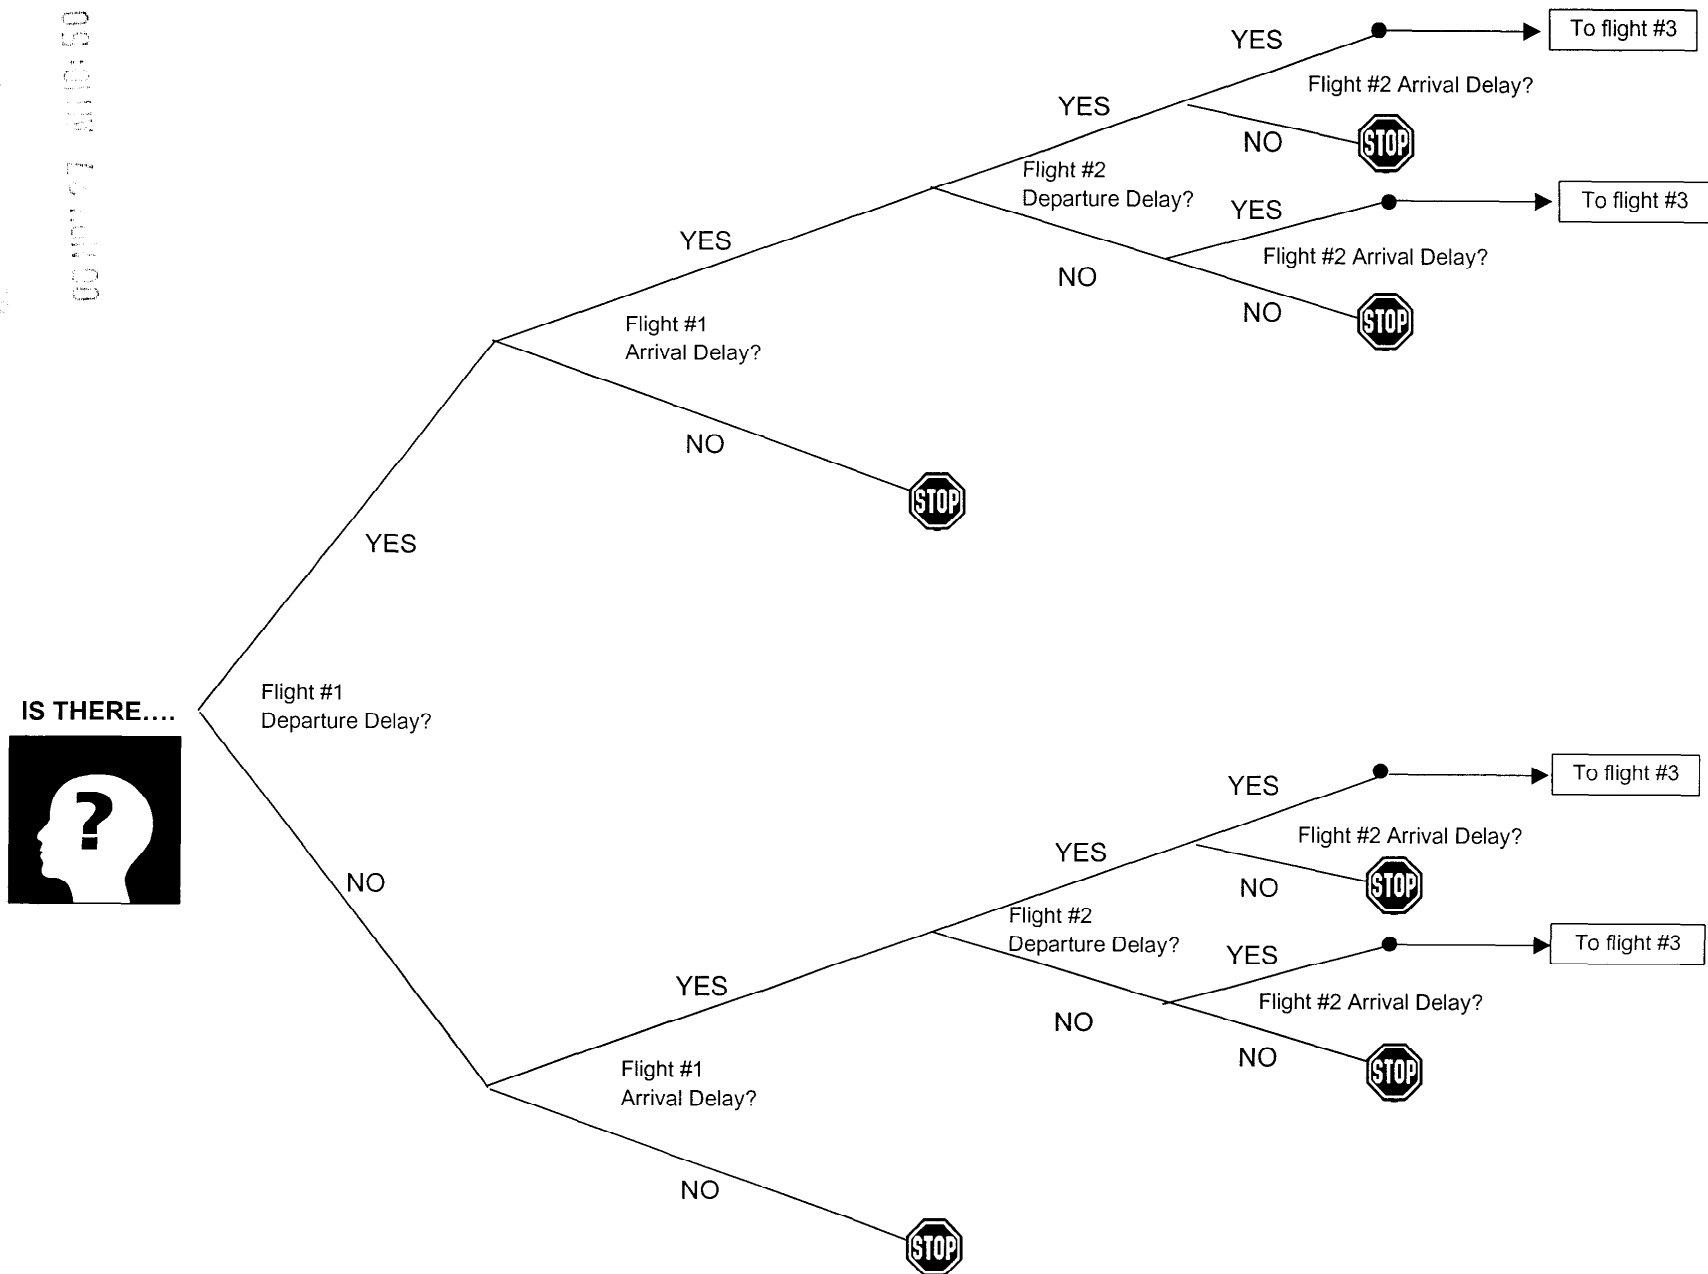 YES
To flight #3
Flight #2 Arrival Delay?
YES
NO
STOP
Flight #2
Departure Delay?
YES
To flight #3
YES
Flight #2 Arrival Delay?
NO
NO
STOP
Flight #1
Arrival Delay?
NO
STOP
YES
Flight #1
Departure Delay?
IS THERE....
?
YES
To flight #3
Flight #2 Arrival Delay?
YES
NO
STOP
NO
Flight #2
Departure Delay?
YES
To flight #3
YES
Flight #2 Arrival Delay?
NO
NO
STOP
Flight #1
Arrival Delay?
NO
STOP